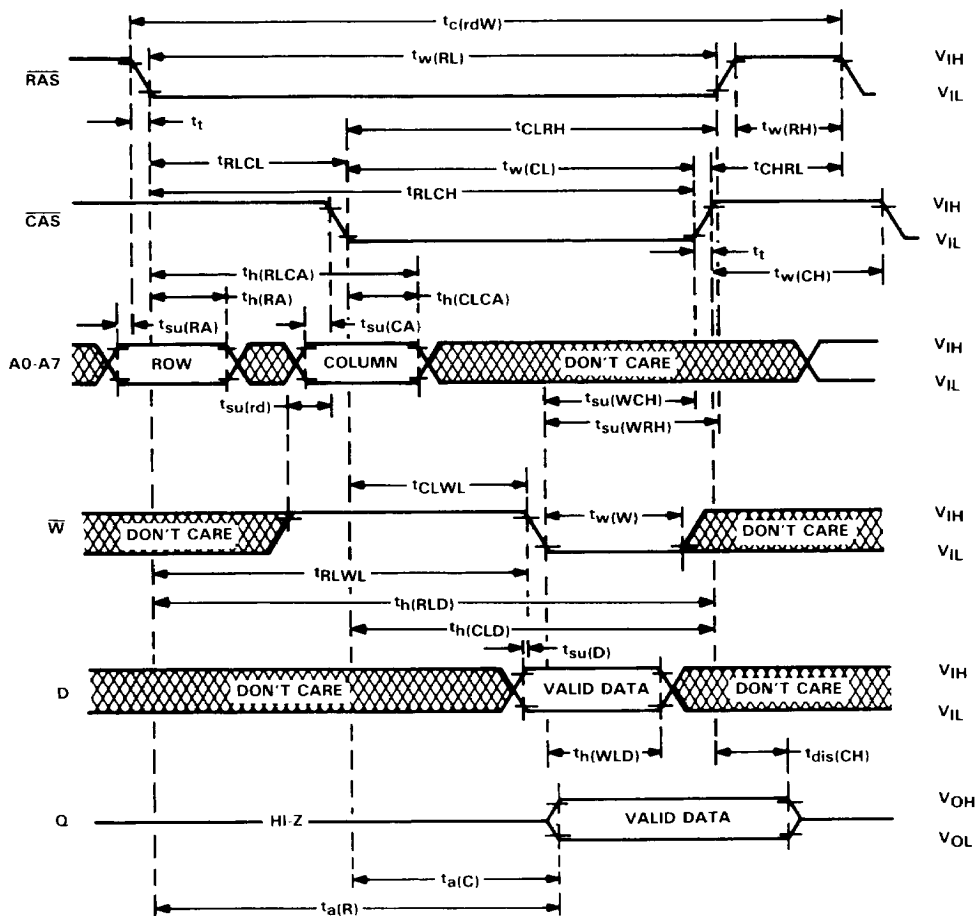 tc(rdW)
tw(RL)
RAS
VIH
VIL
tt
tCLRH
tw(RH)
tRLCL
tw(CL)
tCHRL
tRLCH
CAS
VIH
VIL
tt
th(RLCA)
tw(CH)
th(RA)
th(CLCA)
tsu(RA)
tsu(CA)
A0-A7
ROW
COLUMN
DON'T CARE
VIH
VIL
tsu(rd)
tsu(WCH)
tsu(WRH)
tCLWL
W
DON'T CARE
tw(W)
DON'T CARE
VIH
VIL
tRLWL
th(RLD)
th(CLD)
tsu(D)
D
DON'T CARE
VALID DATA
DON'T CARE
VIH
VIL
th(WLD)
tdis(CH)
Q
HI-Z
VALID DATA
VOH
VOL
ta(C)
ta(R)